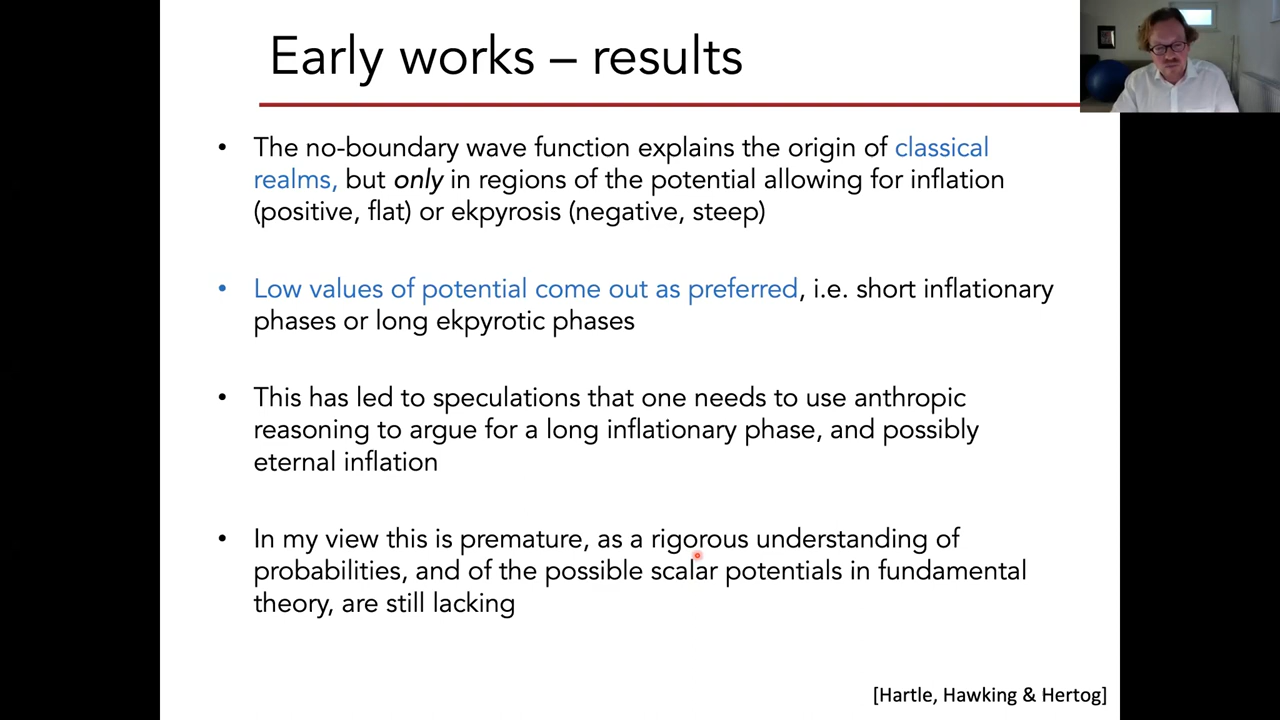 Early works – results
• The no-boundary wave function explains the origin of classical
realms, but only in regions of the potential allowing for inflation
(positive, flat) or ekpyrosis (negative, steep)
• Low values of potential come out as preferred, i.e. short inflationary
phases or long ekpyrotic phases
• This has led to speculations that one needs to use anthropic
reasoning to argue for a long inflationary phase, and possibly
eternal inflation
• In my view this is premature, as a rigorous understanding of
probabilities, and of the possible scalar potentials in fundamental
theory, are still lacking
[Hartle, Hawking & Hertog]